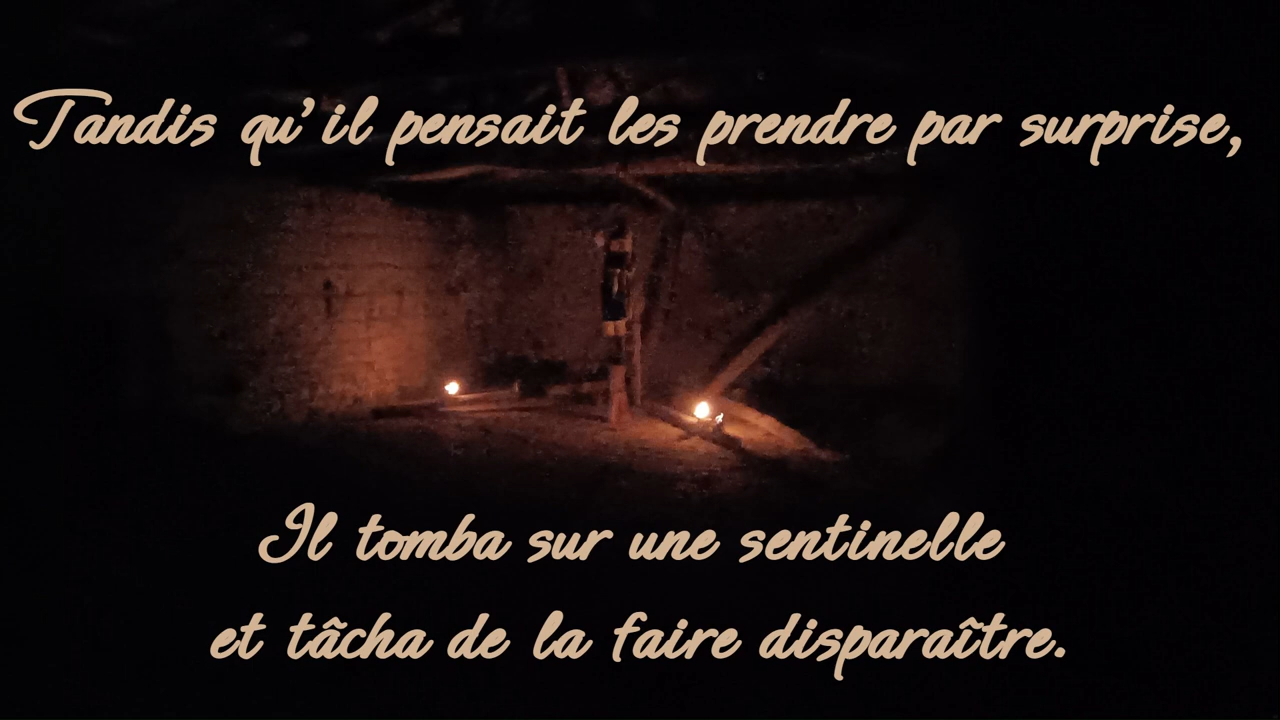 Tandis qu'il pensait les prendre par surprise,
Il tomba sur une sentinelle
et tâcha de la faire disparaître.